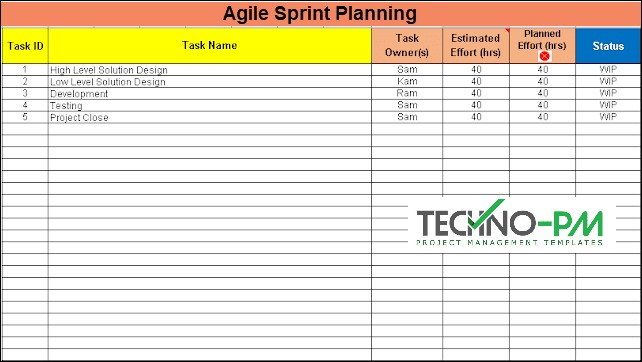 Agile Sprint Planning
Task ID Task Name Task Owner(s) Estimated Effort (hrs) Planned Effort (hrs) Status
1 High Level Solution Design Sam 40 40 WIP
2 Low Level Solution Design Kam 40 40 WIP
3 Development Ram 40 40 WIP
4 Testing Sam 40 40 WIP
5 Project Close Sam 40 40 WIP
TECHNO-PM
PROJECT MANAGEMENT TEMPLATES